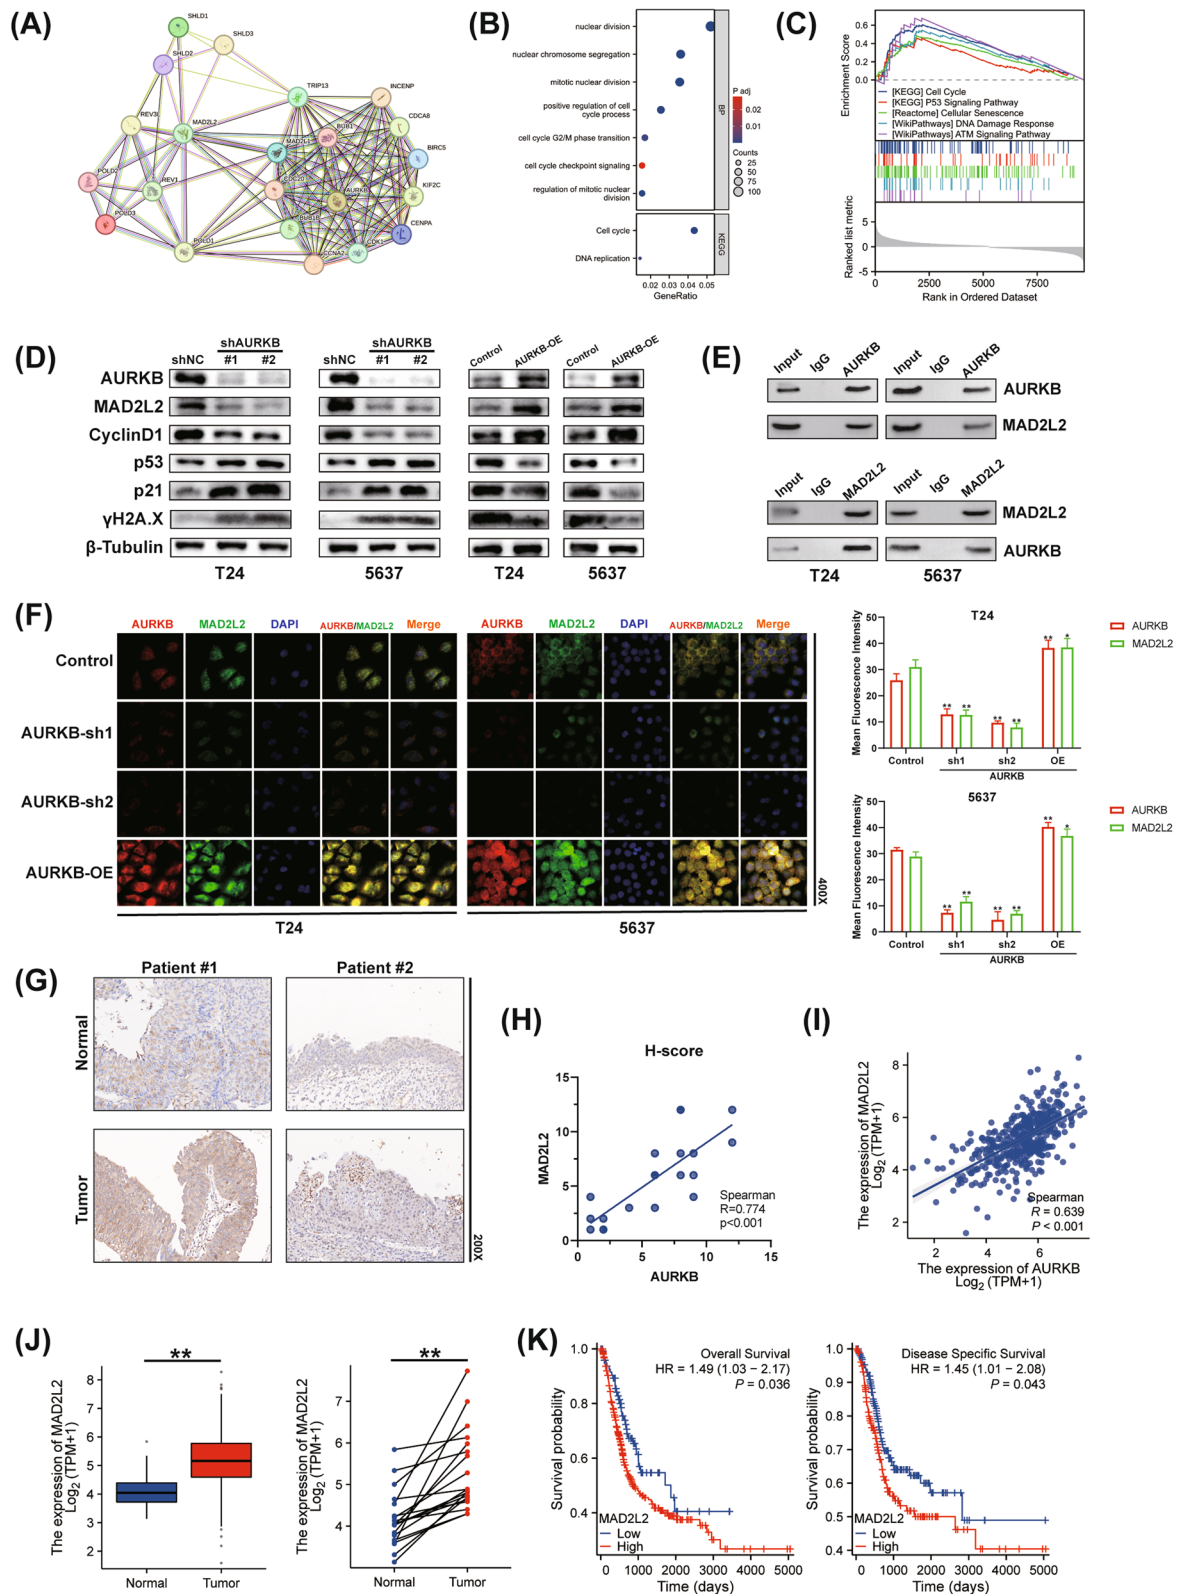 (A)
SHLD1
SHLD3
SHLD2
TRIP13
INCENP
REV3L
MAD2L2
BUB1
CDCA8
MAD2L1
BIRC5
POLD2
REV1
CDC20
AURKB
KIF2C
POLD3
BUB1B
CENPA
POLD1
CCNA2
CDK1
(B)
nuclear division
nuclear chromosome segregation
mitotic nuclear division
positive regulation of cell
cycle process
cell cycle G2/M phase transition
cell cycle checkpoint signaling
regulation of mitotic nuclear
division
Cell cycle
DNA replication
BP
KEGG
0.02 0.03 0.04 0.05
GeneRatio
P adj
0.02
0.01
Counts
25
50
75
100
(C)
Enrichment Score
0.6
0.4
0.2
0.0
[KEGG] Cell Cycle
[KEGG] P53 Signaling Pathway
[Reactome] Cellular Senescence
[WikiPathways] DNA Damage Response
[WikiPathways] ATM Signaling Pathway
Ranked list metric
5
0
-5
0 2500 5000 7500
Rank in Ordered Dataset
(D)
shNC shAURKB #1 #2
shNC shAURKB #1 #2
Control AURKB-OE
Control AURKB-OE
AURKB
MAD2L2
CyclinD1
p53
p21
γH2A.X
β-Tubulin
T24 5637 T24 5637
(E)
Input IgG AURKB Input IgG AURKB
AURKB
MAD2L2
Input IgG MAD2L2 Input IgG MAD2L2
MAD2L2
AURKB
T24 5637
(F)
AURKB MAD2L2 DAPI AURKB/MAD2L2 Merge
AURKB MAD2L2 DAPI AURKB/MAD2L2 Merge
Control
AURKB-sh1
AURKB-sh2
AURKB-OE
T24 5637
400X
T24
Mean Fluorescence Intensity
50
40
30
20
10
0
** ** ** ** ** *
Control sh1 sh2 OE
AURKB
AURKB
MAD2L2
5637
Mean Fluorescence Intensity
50
40
30
20
10
0
** ** ** ** ** *
Control sh1 sh2 OE
AURKB
AURKB
MAD2L2
(G)
Patient #1 Patient #2
Normal
Tumor
200X
(H)
H-score
MAD2L2
15
10
5
0
Spearman
R=0.774
p<0.001
0 5 10 15
AURKB
(I)
The expression of MAD2L2
Log2 (TPM+1)
8
6
4
2
Spearman
R = 0.639
P < 0.001
2 4 6
The expression of AURKB
Log2 (TPM+1)
(J)
The expression of MAD2L2
Log2 (TPM+1)
**
8
7
6
5
4
3
2
Normal Tumor
The expression of MAD2L2
Log2 (TPM+1)
**
7
6
5
4
Normal Tumor
(K)
Survival probability
1.0
0.8
0.6
0.4
Overall Survival
HR = 1.49 (1.03 − 2.17)
P = 0.036
MAD2L2
Low
High
0 1000 2000 3000 4000 5000
Time (days)
Survival probability
1.0
0.9
0.8
0.7
0.6
0.5
0.4
Disease Specific Survival
HR = 1.45 (1.01 − 2.08)
P = 0.043
MAD2L2
Low
High
0 1000 2000 3000 4000 5000
Time (days)